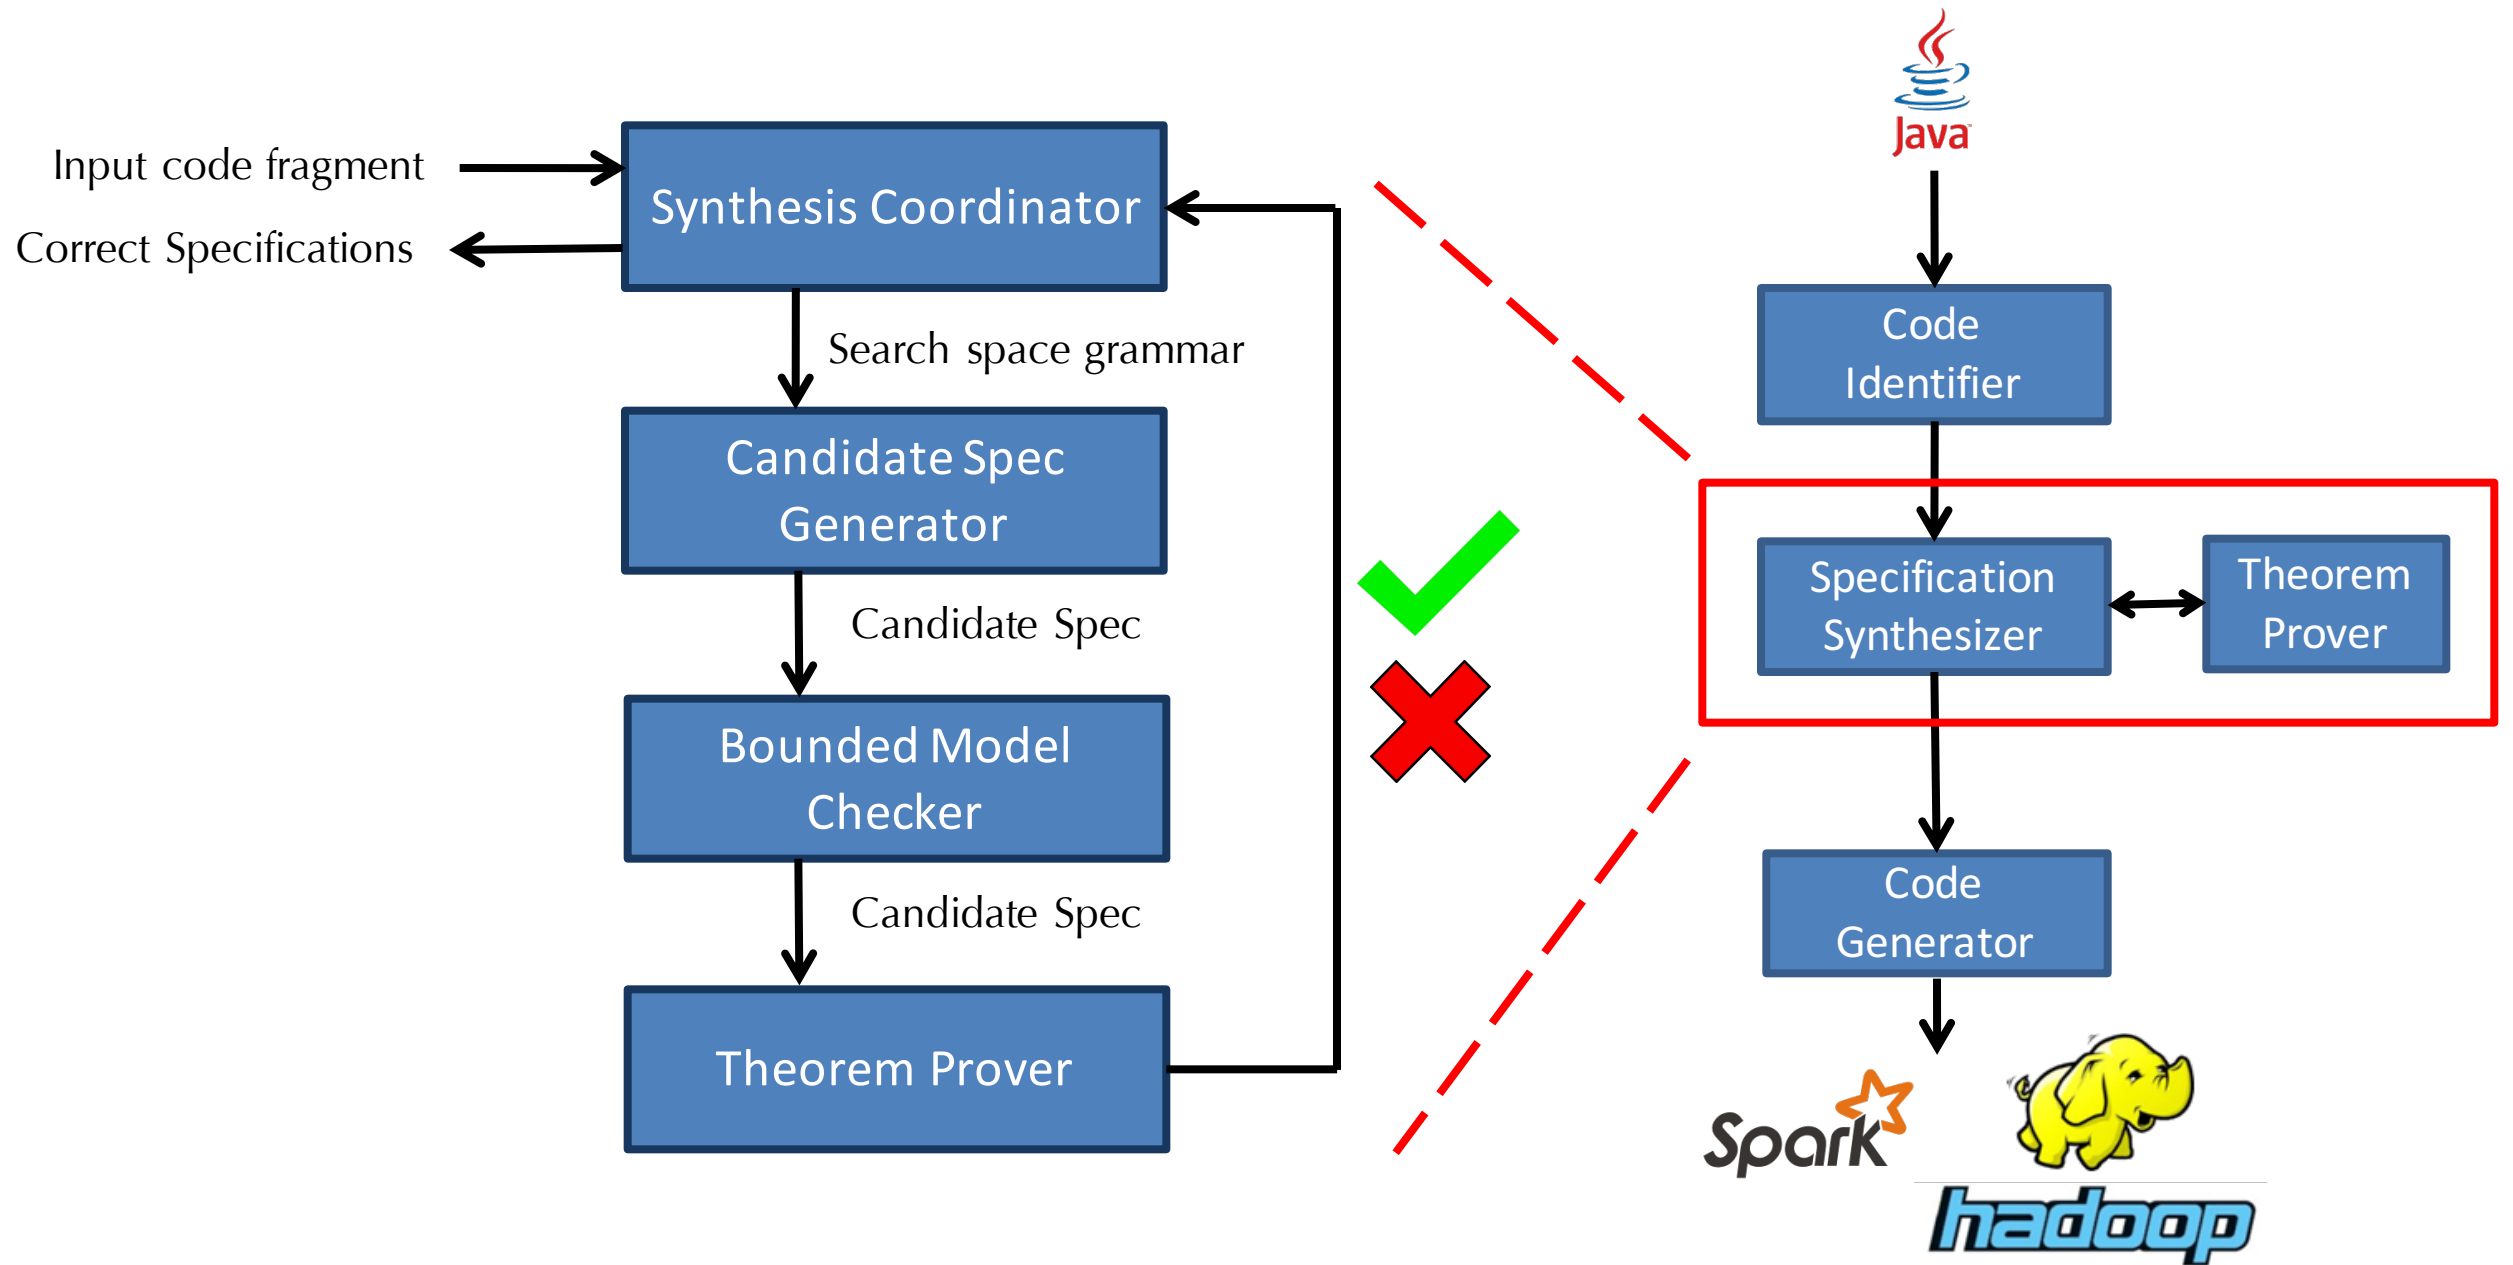 Input code fragment
Correct Specifications
Synthesis Coordinator
Search space grammar
Candidate Spec
Generator
Candidate Spec
Bounded Model
Checker
Candidate Spec
Theorem Prover
Java
Code
Identifier
Specification
Synthesizer
Theorem
Prover
Code
Generator
Spark
hadoop